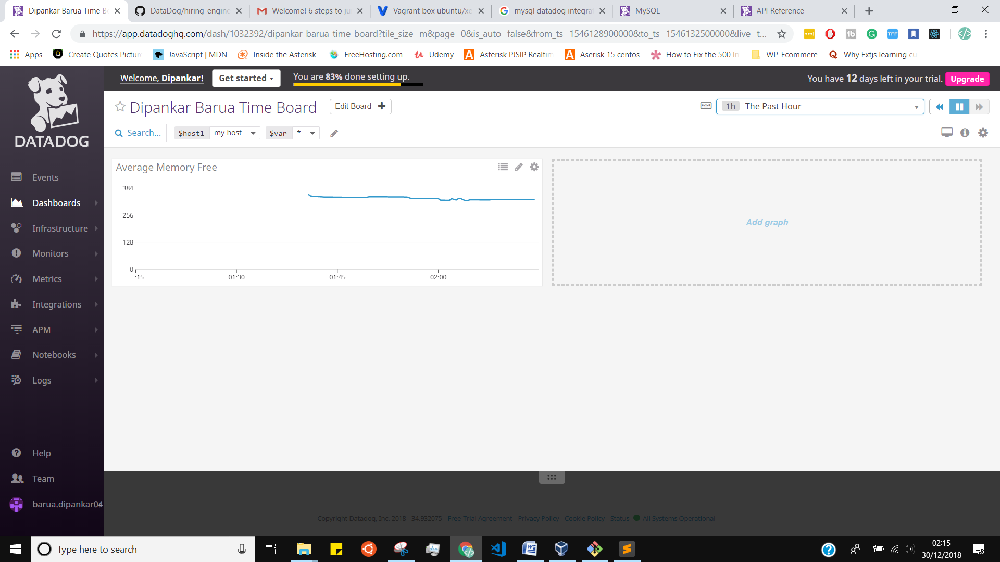 Dipankar Barua Time B
DataDog/hiring-engine
Welcome! 6 steps to ju
Vagrant box ubuntu/xe
mysql datadog integrat
MySQL
API Reference
https://app.datadoghq.com/dash/1032392/dipankar-barua-time-board?tile_size=m&page=0&is_auto=false&from_ts=1546128900000&to_ts=1546132500000&live=t...
Apps
Create Quotes Picture
JavaScript | MDN
Inside the Asterisk
FreeHosting.com
Udemy
Asterisk PJSIP Realtim
Aserisk 15 centos
How to Fix the 500 In
WP-Ecommerce
Why Extjs learning cu
DATADOG
Welcome, Dipankar!
Get started
You are 83% done setting up.
You have 12 days left in your trial.
Upgrade
Dipankar Barua Time Board
Edit Board
1h The Past Hour
Search...
$host1 my-host
$var *
Events
Dashboards
Infrastructure
Monitors
Metrics
Integrations
APM
Notebooks
Logs
Help
Team
barua.dipankar04
Average Memory Free
384
256
128
0
:15 01:30 01:45 02:00
Add graph
Copyright Datadog, Inc. 2018 - 34.932075 - Free-Trial Agreement - Privacy Policy - Cookie Policy - Status All Systems Operational
Type here to search
02:15
30/12/2018